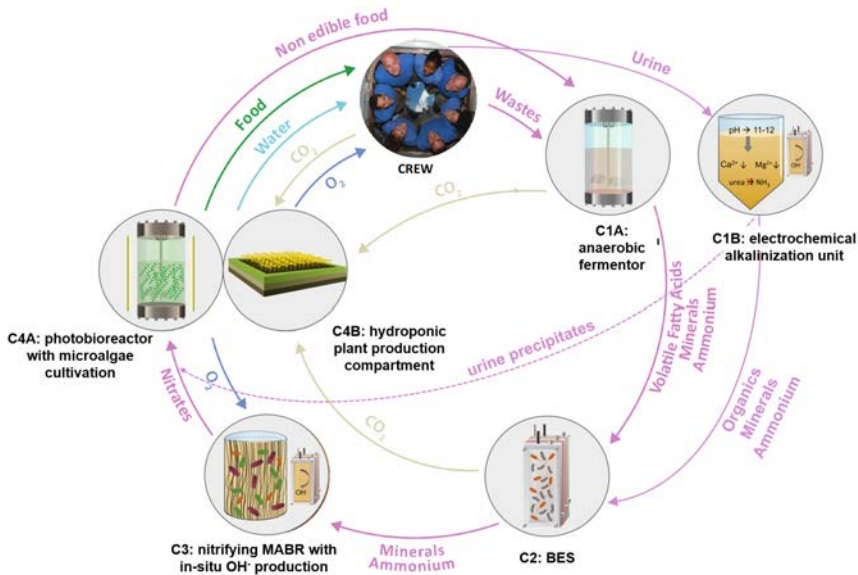 Non edible food
Urine
Food
Water
CO2
O2
Wastes
CREW
pH → 11-12
Ca²⁺↓ Mg²⁺↓
urea → NH₃
OH⁻
CO2
C1A:
anaerobic
fermentor
C1B: electrochemical
alkalinization unit
C4A: photobioreactor
with microalgae
cultivation
C4B: hydroponic
plant production
compartment
urine precipitates
Volatile Fatty Acids
Minerals
Ammonium
Organics
Minerals
Ammonium
Nitrates
O2
CO2
OH⁻
C3: nitrifying MABR with
in-situ OH⁻ production
Minerals
Ammonium
C2: BES